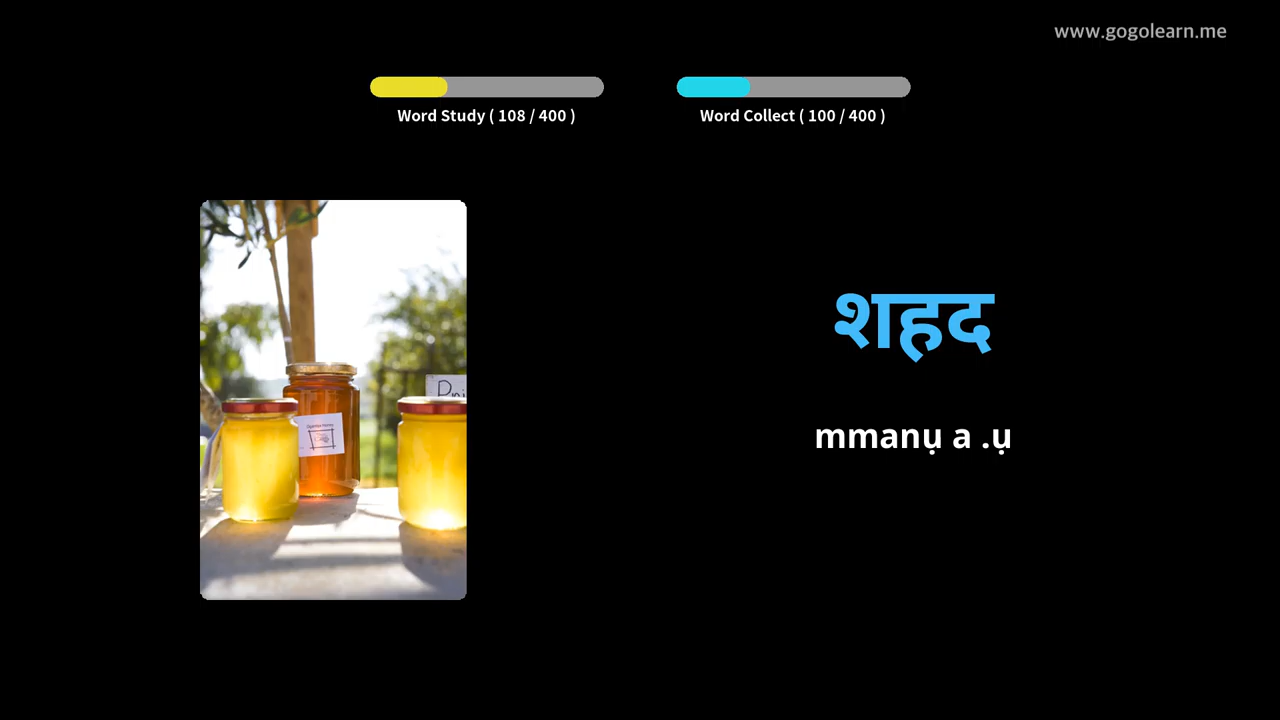 www.gogolearn.me
Word Study ( 108 / 400 )
Word Collect ( 100 / 400 )
शहद
mmanụ a .ụ